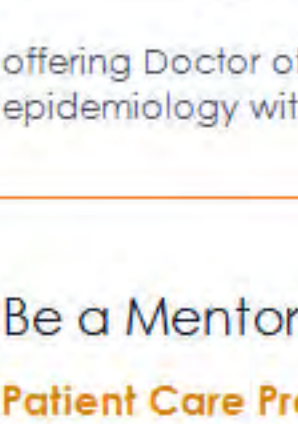 offering Doctor of
epidemiology wit
Be a Mentor
Patient Care Pr